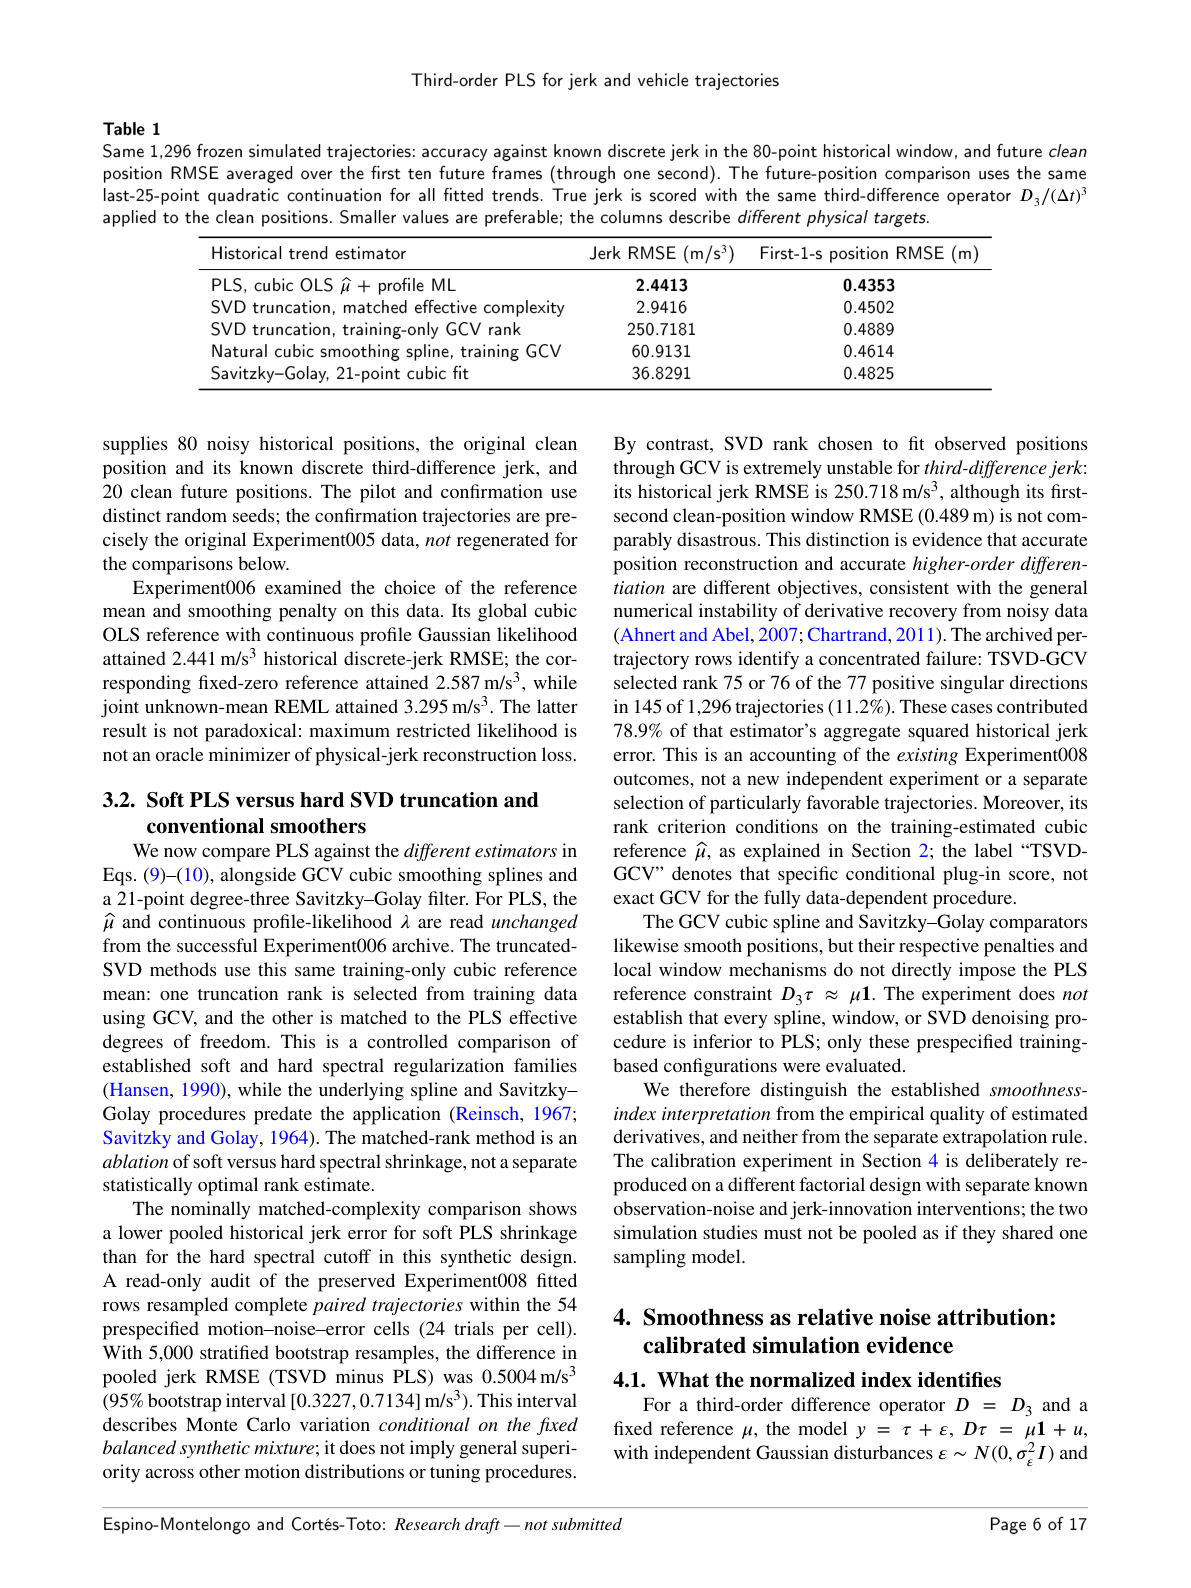 Third-order PLS for jerk and vehicle trajectories
Table 1
Same 1,296 frozen simulated trajectories: accuracy against known discrete jerk in the 80-point historical window, and future clean
position RMSE averaged over the first ten future frames (through one second). The future-position comparison uses the same
last-25-point quadratic continuation for all fitted trends. True jerk is scored with the same third-difference operator D₃/(Δt)³
applied to the clean positions. Smaller values are preferable; the columns describe different physical targets.
Historical trend estimator Jerk RMSE (m/s³) First-1-s position RMSE (m)
PLS, cubic OLS μ̂ + profile ML 2.4413 0.4353
SVD truncation, matched effective complexity 2.9416 0.4502
SVD truncation, training-only GCV rank 250.7181 0.4889
Natural cubic smoothing spline, training GCV 60.9131 0.4614
Savitzky–Golay, 21-point cubic fit 36.8291 0.4825
supplies 80 noisy historical positions, the original clean
position and its known discrete third-difference jerk, and
20 clean future positions. The pilot and confirmation use
distinct random seeds; the confirmation trajectories are pre-
cisely the original Experiment005 data, not regenerated for
the comparisons below.
Experiment006 examined the choice of the reference
mean and smoothing penalty on this data. Its global cubic
OLS reference with continuous profile Gaussian likelihood
attained 2.441 m/s³ historical discrete-jerk RMSE; the cor-
responding fixed-zero reference attained 2.587 m/s³, while
joint unknown-mean REML attained 3.295 m/s³. The latter
result is not paradoxical: maximum restricted likelihood is
not an oracle minimizer of physical-jerk reconstruction loss.
3.2. Soft PLS versus hard SVD truncation and
conventional smoothers
We now compare PLS against the different estimators in
Eqs. (9)–(10), alongside GCV cubic smoothing splines and
a 21-point degree-three Savitzky–Golay filter. For PLS, the
μ̂ and continuous profile-likelihood λ are read unchanged
from the successful Experiment006 archive. The truncated-
SVD methods use this same training-only cubic reference
mean: one truncation rank is selected from training data
using GCV, and the other is matched to the PLS effective
degrees of freedom. This is a controlled comparison of
established soft and hard spectral regularization families
(Hansen, 1990), while the underlying spline and Savitzky–
Golay procedures predate the application (Reinsch, 1967;
Savitzky and Golay, 1964). The matched-rank method is an
ablation of soft versus hard spectral shrinkage, not a separate
statistically optimal rank estimate.
The nominally matched-complexity comparison shows
a lower pooled historical jerk error for soft PLS shrinkage
than for the hard spectral cutoff in this synthetic design.
A read-only audit of the preserved Experiment008 fitted
rows resampled complete paired trajectories within the 54
prespecified motion–noise–error cells (24 trials per cell).
With 5,000 stratified bootstrap resamples, the difference in
pooled jerk RMSE (TSVD minus PLS) was 0.5004 m/s³
(95% bootstrap interval [0.3227, 0.7134] m/s³). This interval
describes Monte Carlo variation conditional on the fixed
balanced synthetic mixture; it does not imply general superi-
ority across other motion distributions or tuning procedures.
By contrast, SVD rank chosen to fit observed positions
through GCV is extremely unstable for third-difference jerk:
its historical jerk RMSE is 250.718 m/s³, although its first-
second clean-position window RMSE (0.489 m) is not com-
parably disastrous. This distinction is evidence that accurate
position reconstruction and accurate higher-order differen-
tiation are different objectives, consistent with the general
numerical instability of derivative recovery from noisy data
(Ahnert and Abel, 2007; Chartrand, 2011). The archived per-
trajectory rows identify a concentrated failure: TSVD-GCV
selected rank 75 or 76 of the 77 positive singular directions
in 145 of 1,296 trajectories (11.2%). These cases contributed
78.9% of that estimator's aggregate squared historical jerk
error. This is an accounting of the existing Experiment008
outcomes, not a new independent experiment or a separate
selection of particularly favorable trajectories. Moreover, its
rank criterion conditions on the training-estimated cubic
reference μ̂, as explained in Section 2; the label “TSVD-
GCV” denotes that specific conditional plug-in score, not
exact GCV for the fully data-dependent procedure.
The GCV cubic spline and Savitzky–Golay comparators
likewise smooth positions, but their respective penalties and
local window mechanisms do not directly impose the PLS
reference constraint D₃τ ≈ μ1. The experiment does not
establish that every spline, window, or SVD denoising pro-
cedure is inferior to PLS; only these prespecified training-
based configurations were evaluated.
We therefore distinguish the established smoothness-
index interpretation from the empirical quality of estimated
derivatives, and neither from the separate extrapolation rule.
The calibration experiment in Section 4 is deliberately re-
produced on a different factorial design with separate known
observation-noise and jerk-innovation interventions; the two
simulation studies must not be pooled as if they shared one
sampling model.
4. Smoothness as relative noise attribution:
calibrated simulation evidence
4.1. What the normalized index identifies
For a third-order difference operator D = D₃ and a
fixed reference μ, the model y = τ + ε, Dτ = μ1 + u,
with independent Gaussian disturbances ε ∼ N(0, σ²_ε I) and
Espino-Montelongo and Cortés-Toto: Research draft — not submitted Page 6 of 17